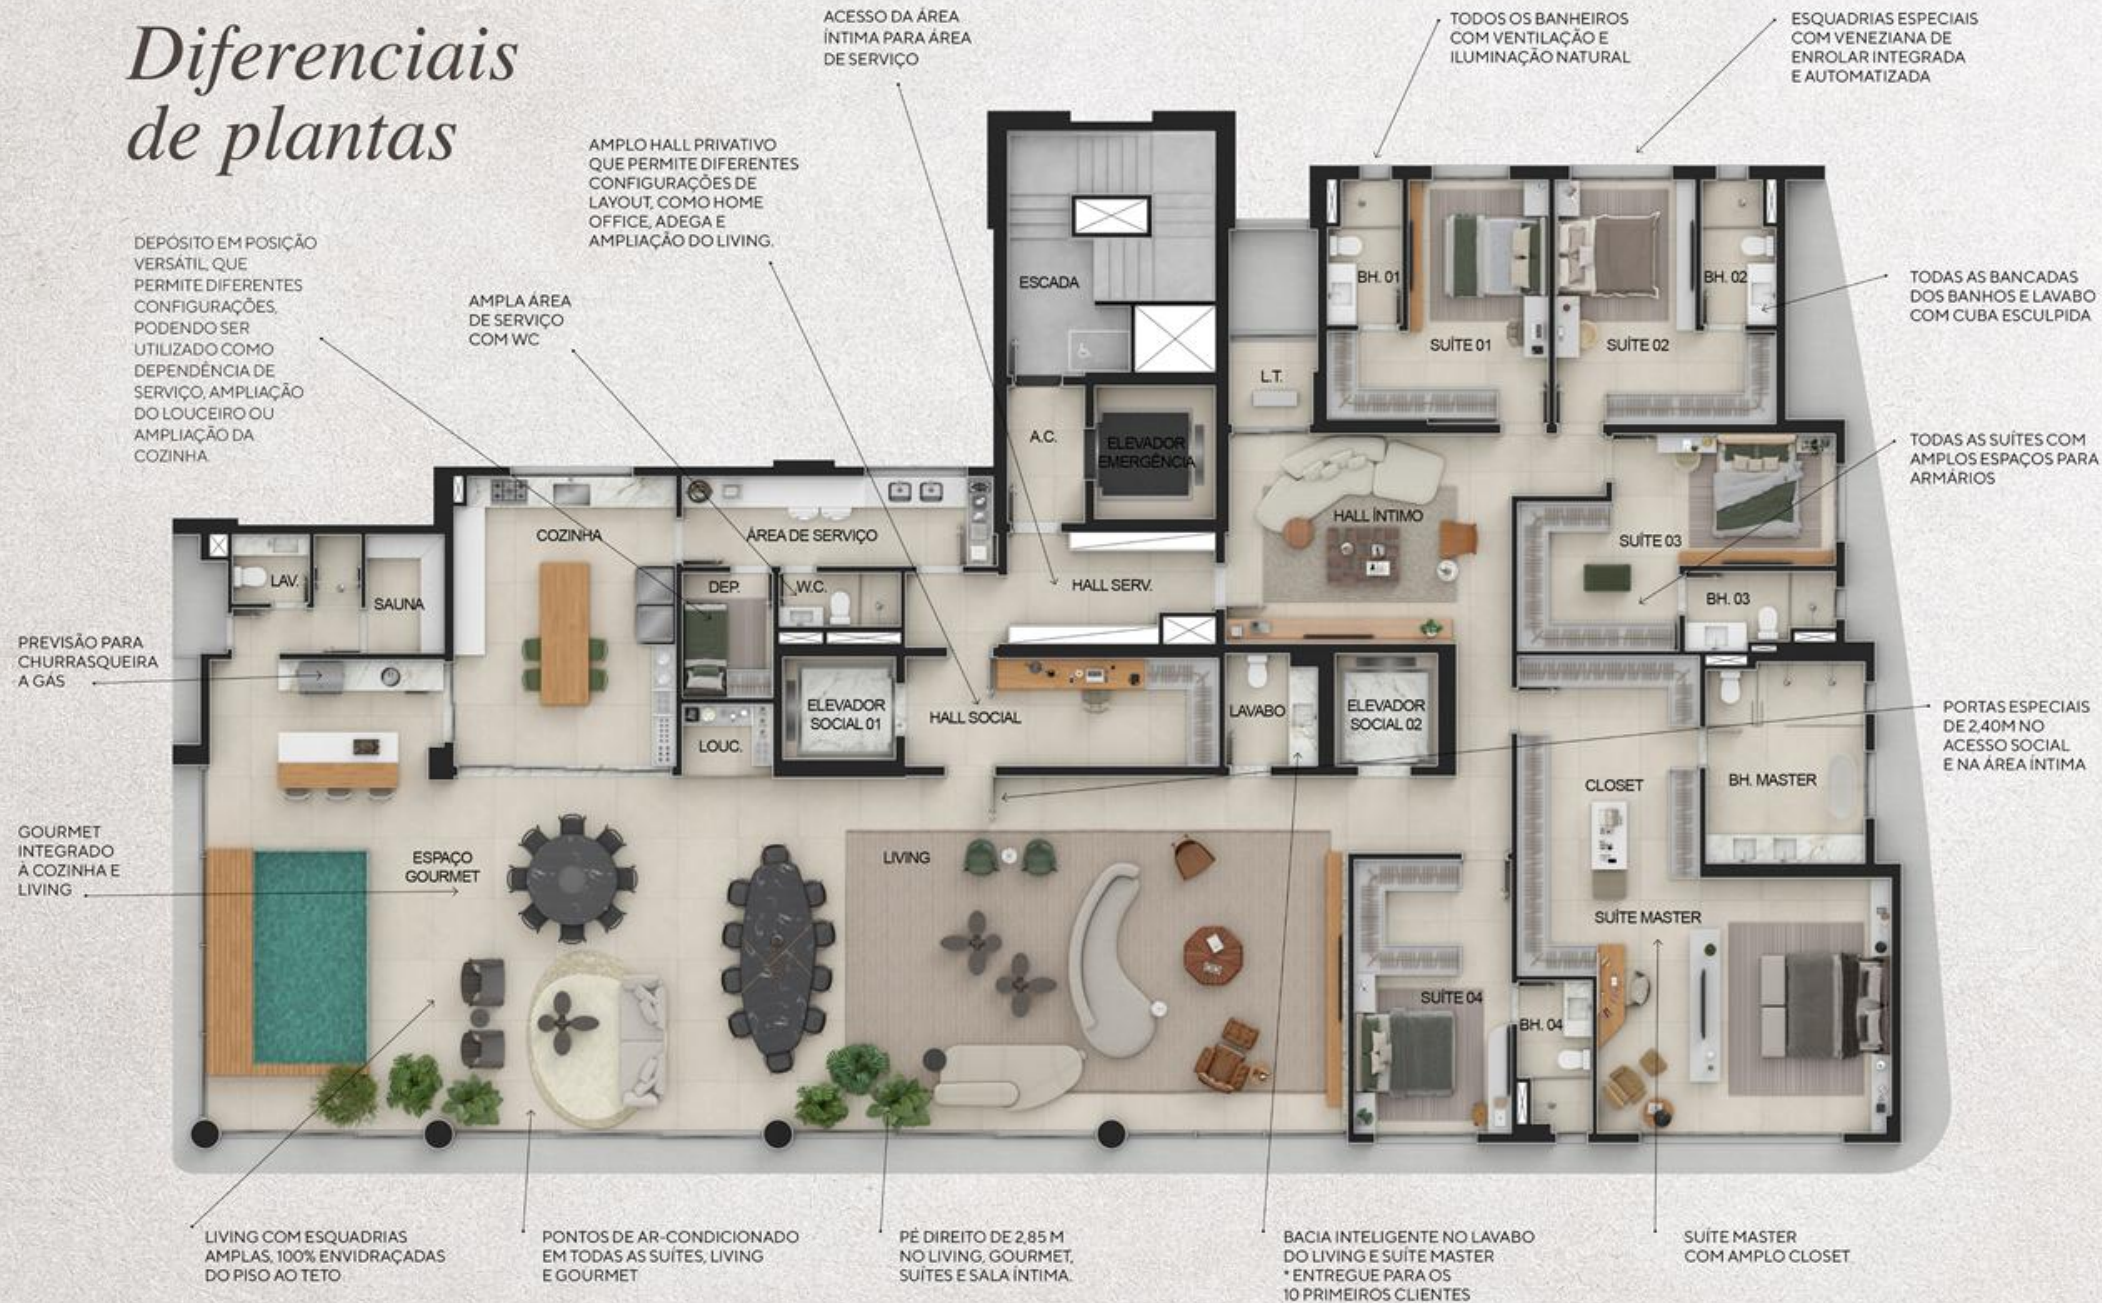 Diferenciais
de plantas
ACESSO DA ÁREA
ÍNTIMA PARA ÁREA
DE SERVIÇO
TODOS OS BANHEIROS
COM VENTILAÇÃO E
ILUMINAÇÃO NATURAL
ESQUADRIAS ESPECIAIS
COM VENEZIANA DE
ENROLAR INTEGRADA
E AUTOMATIZADA
AMPLO HALL PRIVATIVO
QUE PERMITE DIFERENTES
CONFIGURAÇÕES DE
LAYOUT, COMO HOME
OFFICE, ADEGA E
AMPLIAÇÃO DO LIVING.
DEPÓSITO EM POSIÇÃO
VERSÁTIL, QUE
PERMITE DIFERENTES
CONFIGURAÇÕES,
PODENDO SER
UTILIZADO COMO
DEPENDÊNCIA DE
SERVIÇO, AMPLIAÇÃO
DO LOUCEIRO OU
AMPLIAÇÃO DA
COZINHA.
AMPLA ÁREA
DE SERVIÇO
COM WC
TODAS AS BANCADAS
DOS BANHOS E LAVABO
COM CUBA ESCULPIDA
TODAS AS SUÍTES COM
AMPLOS ESPAÇOS PARA
ARMÁRIOS
PORTAS ESPECIAIS
DE 2,40M NO
ACESSO SOCIAL
E NA ÁREA ÍNTIMA
PREVISÃO PARA
CHURRASQUEIRA
A GÁS
GOURMET
INTEGRADO
À COZINHA E
LIVING
ESCADA
BH. 01
BH. 02
SUÍTE 01
SUÍTE 02
L.T.
A.C.
ELEVADOR
EMERGÊNCIA
HALL ÍNTIMO
SUÍTE 03
COZINHA
ÁREA DE SERVIÇO
LAV.
SAUNA
DEP.
W.C.
HALL SERV.
BH. 03
ELEVADOR
SOCIAL 01
HALL SOCIAL
LAVABO
ELEVADOR
SOCIAL 02
LOUC.
CLOSET
BH. MASTER
ESPAÇO
GOURMET
LIVING
SUÍTE MASTER
SUÍTE 04
BH. 04
LIVING COM ESQUADRIAS
AMPLAS, 100% ENVIDRAÇADAS
DO PISO AO TETO
PONTOS DE AR-CONDICIONADO
EM TODAS AS SUÍTES, LIVING
E GOURMET
PÉ DIREITO DE 2,85 M
NO LIVING, GOURMET,
SUÍTES E SALA ÍNTIMA.
BACIA INTELIGENTE NO LAVABO
DO LIVING E SUÍTE MASTER
* ENTREGUE PARA OS
10 PRIMEIROS CLIENTES
SUÍTE MASTER
COM AMPLO CLOSET